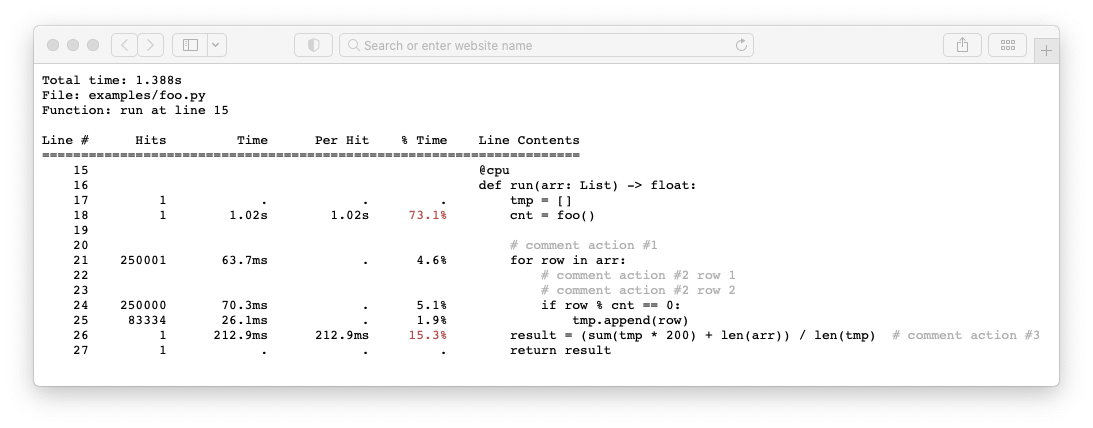 Search or enter website name
Total time: 1.388s
File: examples/foo.py
Function: run at line 15
Line #      Hits         Time      Per Hit    % Time    Line Contents
=====================================================================
    15                                                  @cpu
    16                                                  def run(arr: List) -> float:
    17         1            .            .         .        tmp = []
    18         1        1.02s        1.02s     73.1%        cnt = foo()
    19
    20                                                      # comment action #1
    21    250001       63.7ms            .      4.6%        for row in arr:
    22                                                          # comment action #2 row 1
    23                                                          # comment action #2 row 2
    24    250000       70.3ms            .      5.1%            if row % cnt == 0:
    25     83334       26.1ms            .      1.9%                tmp.append(row)
    26         1      212.9ms      212.9ms     15.3%        result = (sum(tmp * 200) + len(arr)) / len(tmp)  # comment action #3
    27         1            .            .         .        return result